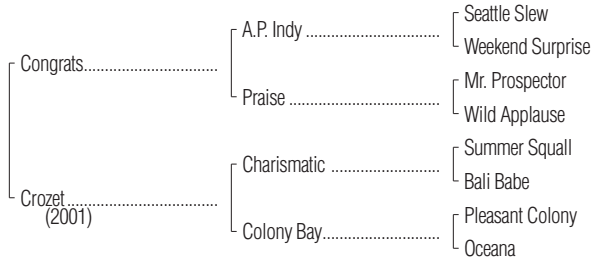 Seattle Slew
A.P. Indy ..................................
Weekend Surprise
Congrats..................................
Mr. Prospector
Praise ......................................
Wild Applause
Summer Squall
Charismatic ............................
Bali Babe
Crozet......................................
(2001)
Pleasant Colony
Colony Bay.............................
Oceana